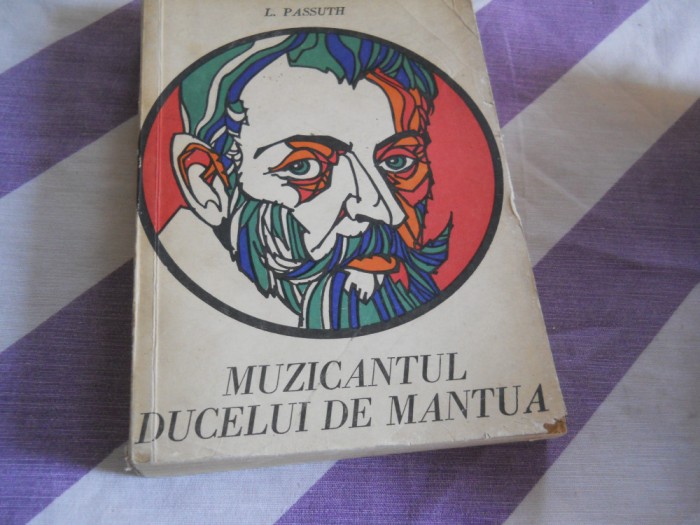 L. PASSUTH
MUZICANTUL
DUCELUI DE MANTUA